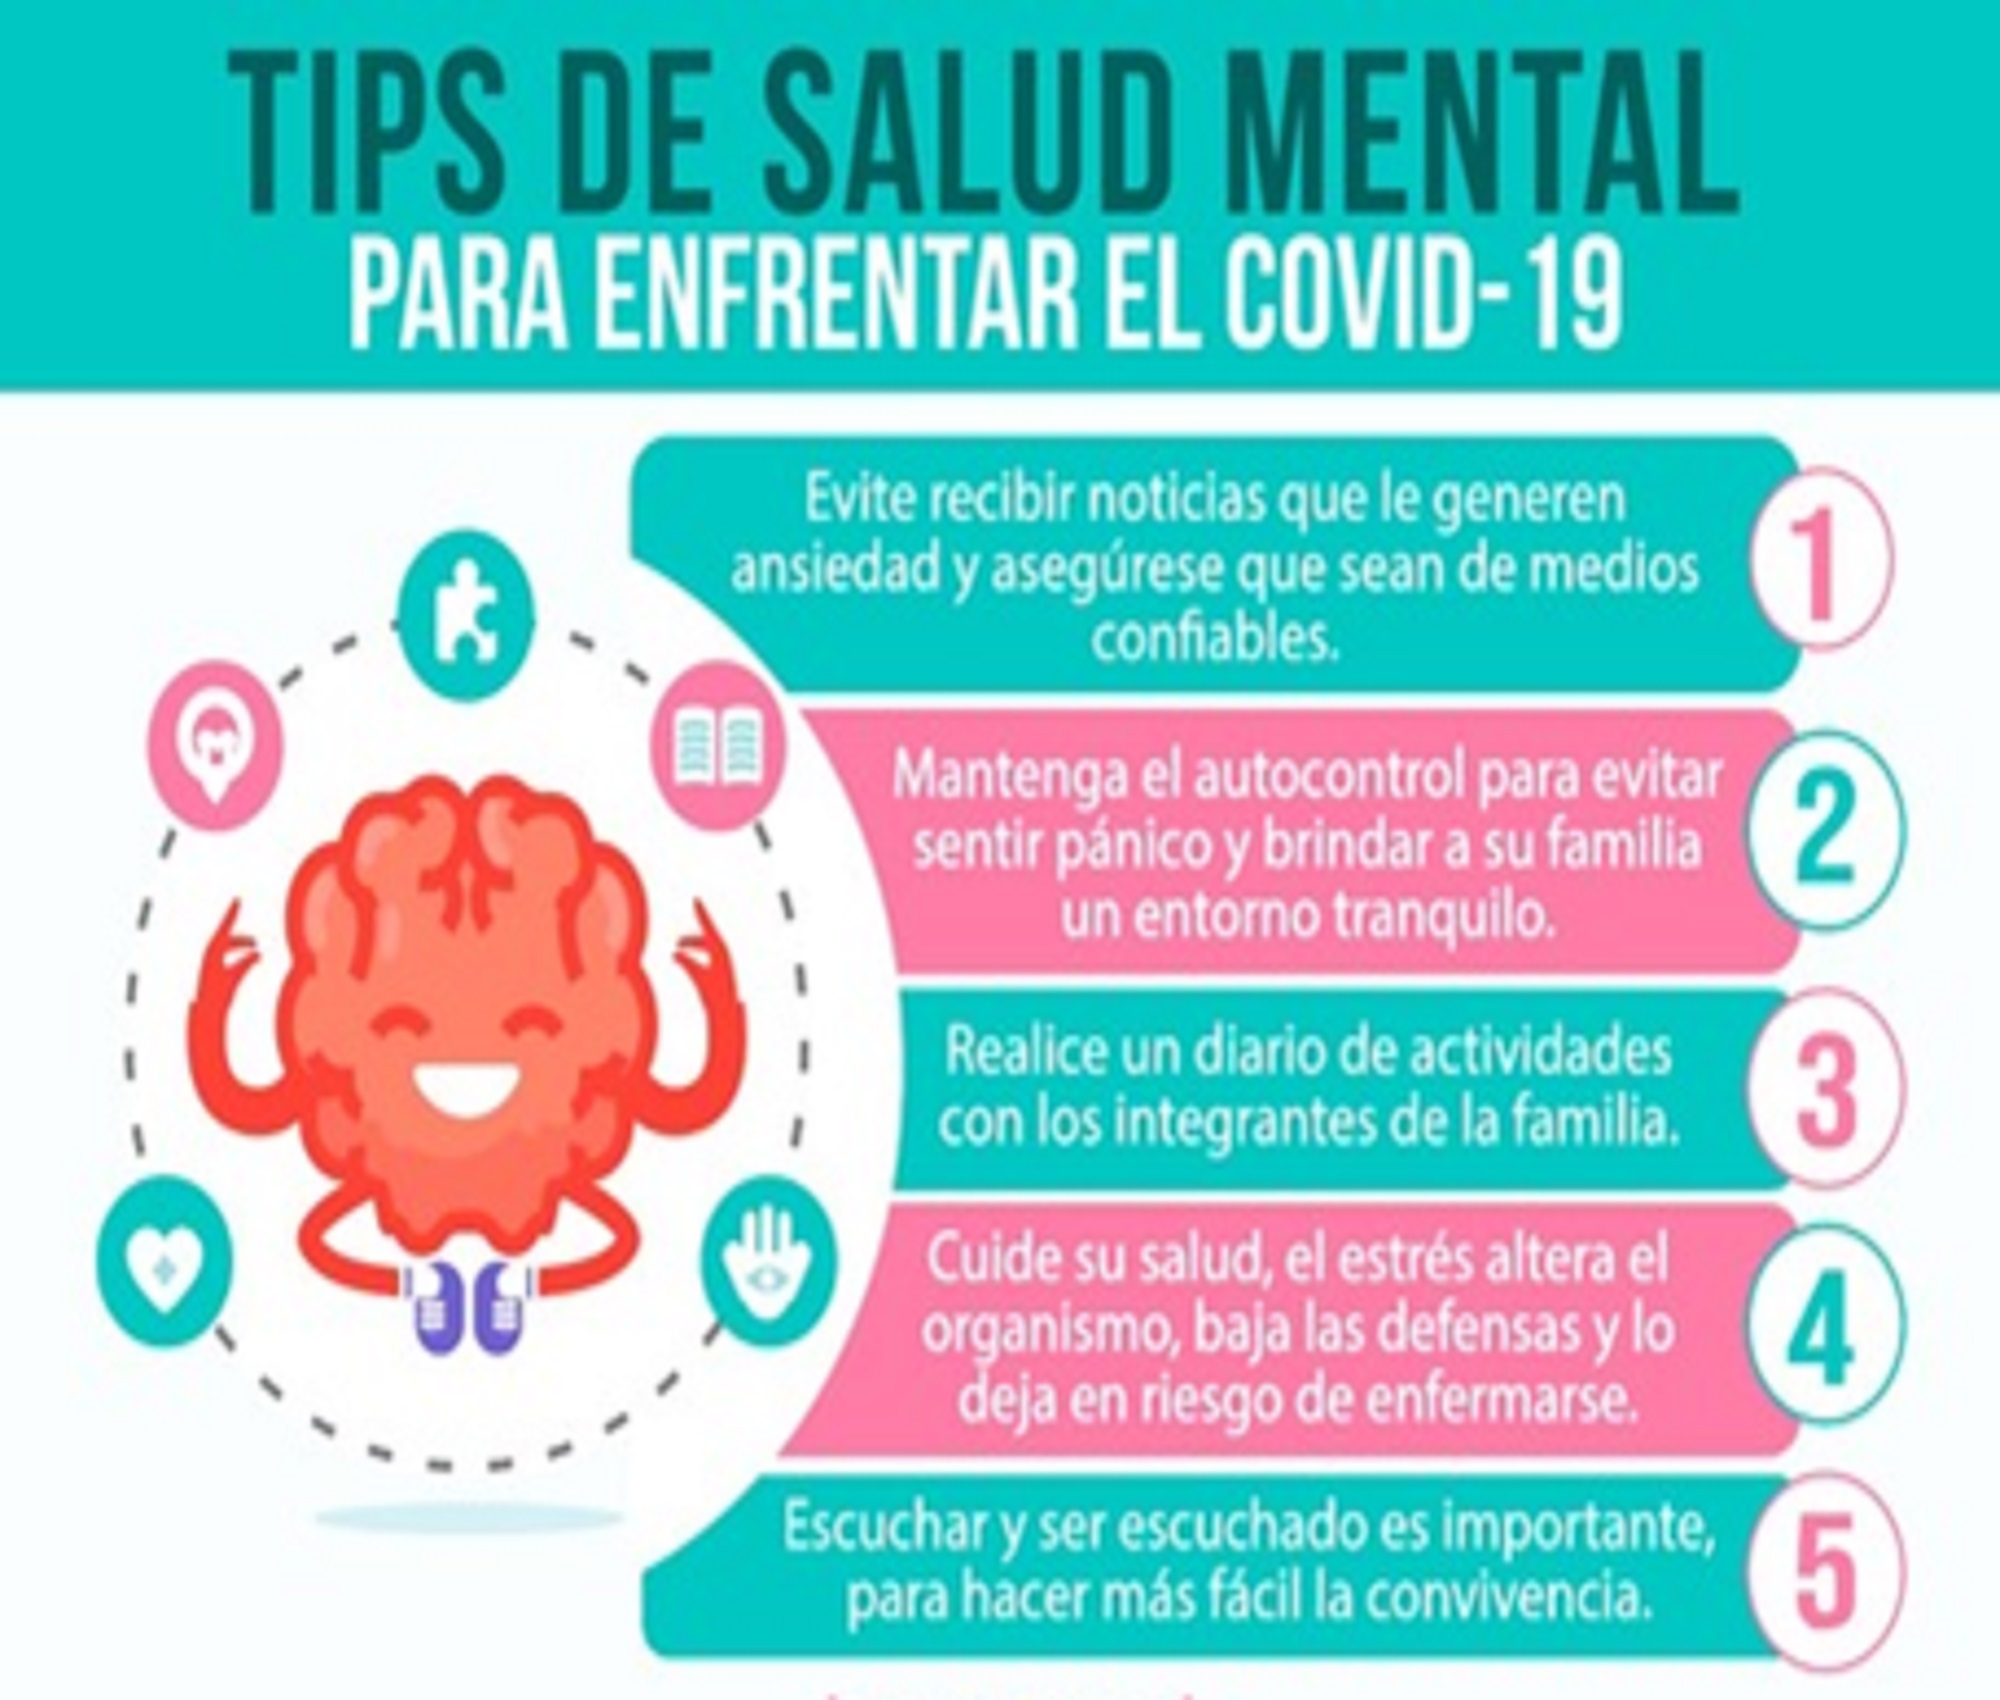 TIPS DE SALUD MENTAL
PARA ENFRENTAR EL COVID-19
Evite recibir noticias que le generen
ansiedad y asegúrese que sean de medios
confiables.
1
Mantenga el autocontrol para evitar
sentir pánico y brindar a su familia
un entorno tranquilo.
2
Realice un diario de actividades
con los integrantes de la familia.
3
Cuide su salud, el estrés altera el
organismo, baja las defensas y lo
deja en riesgo de enfermarse.
4
Escuchar y ser escuchado es importante,
para hacer más fácil la convivencia.
5